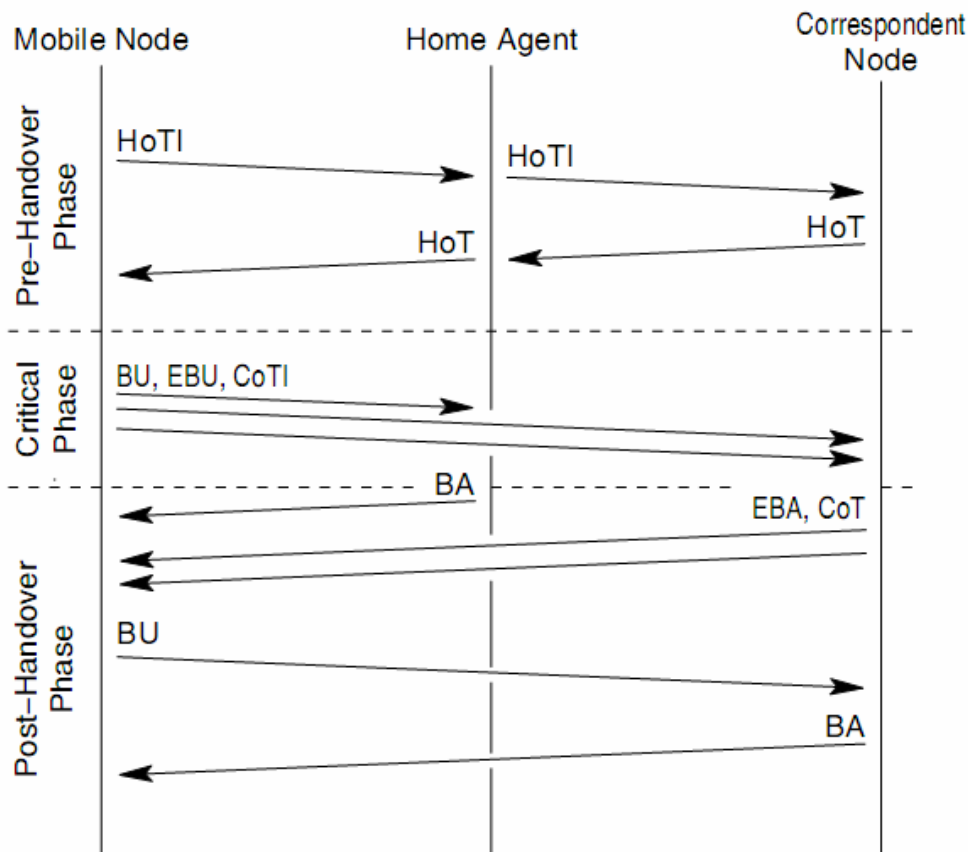 Mobile Node
Home Agent
Correspondent
Node
Pre–Handover
Phase
HoTI
HoTI
HoT
HoT
Critical
Phase
BU, EBU, CoTI
BA
EBA, CoT
Post–Handover
Phase
BU
BA